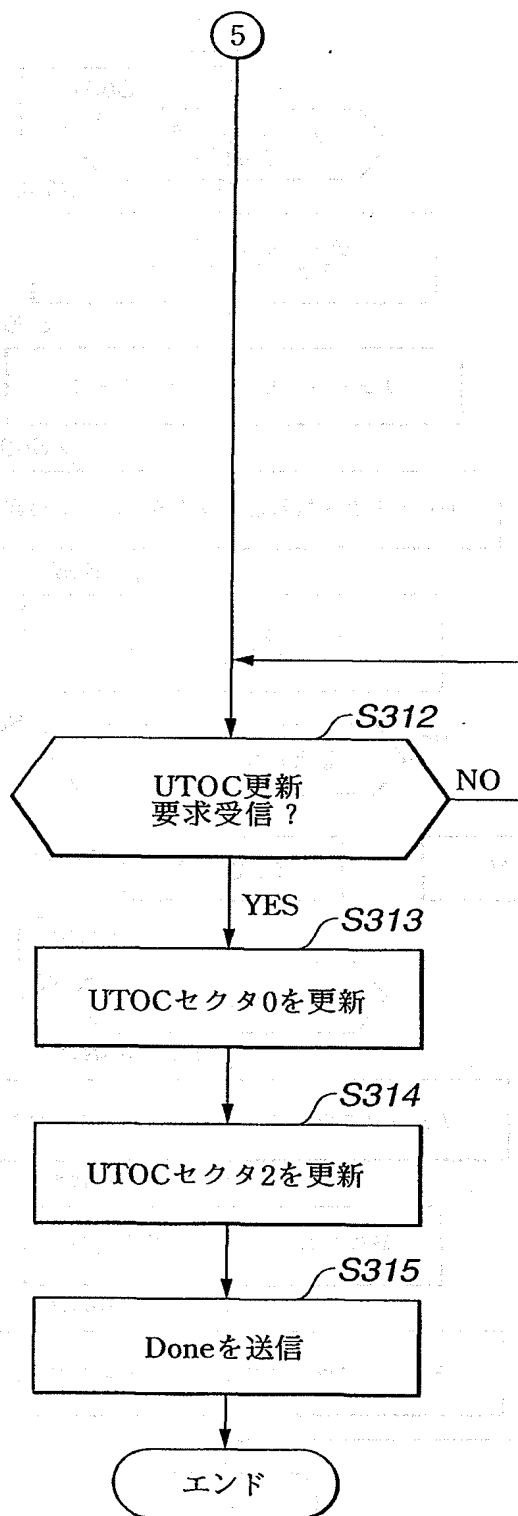 5
S312
UTOC更新
要求受信？
NO
YES
S313
UTOCセクタ0を更新
S314
UTOCセクタ2を更新
S315
Doneを送信
エンド